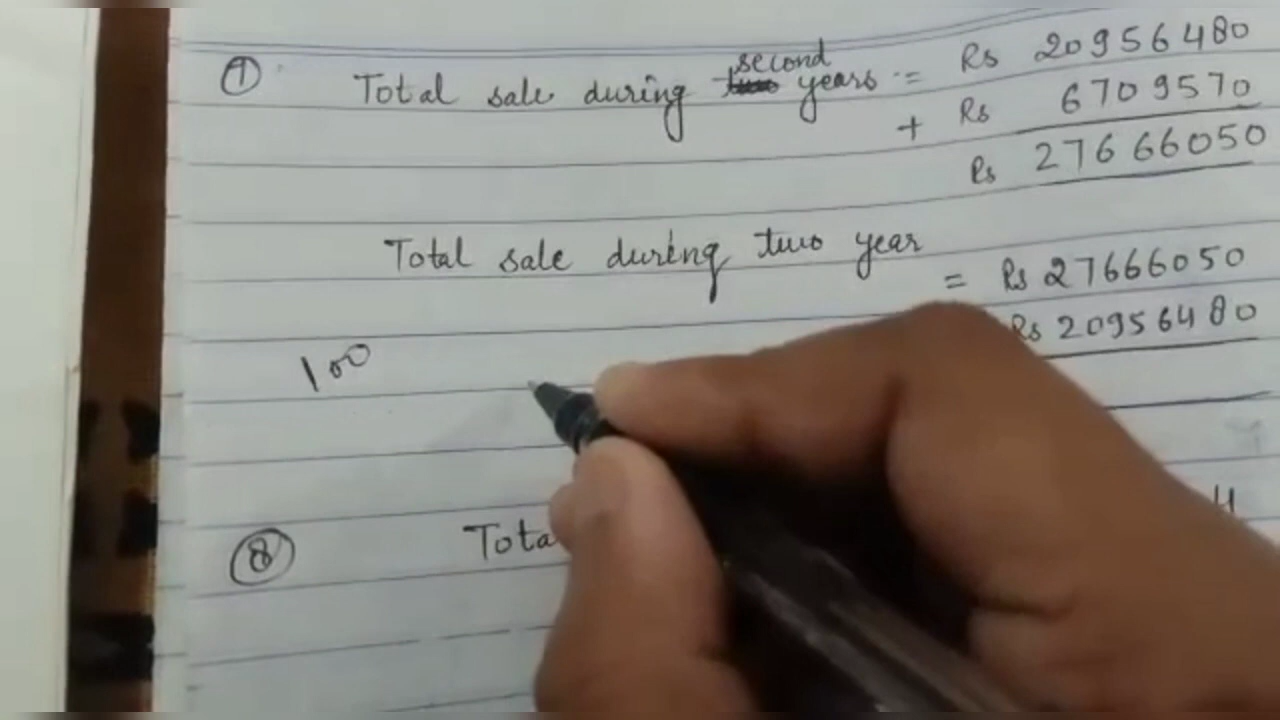 7 Total sale during second years = Rs 20956480
+ Rs 6709570
Rs 27666050
Total sale during two year
= Rs 27666050
Rs 20956480
100
8 Tota